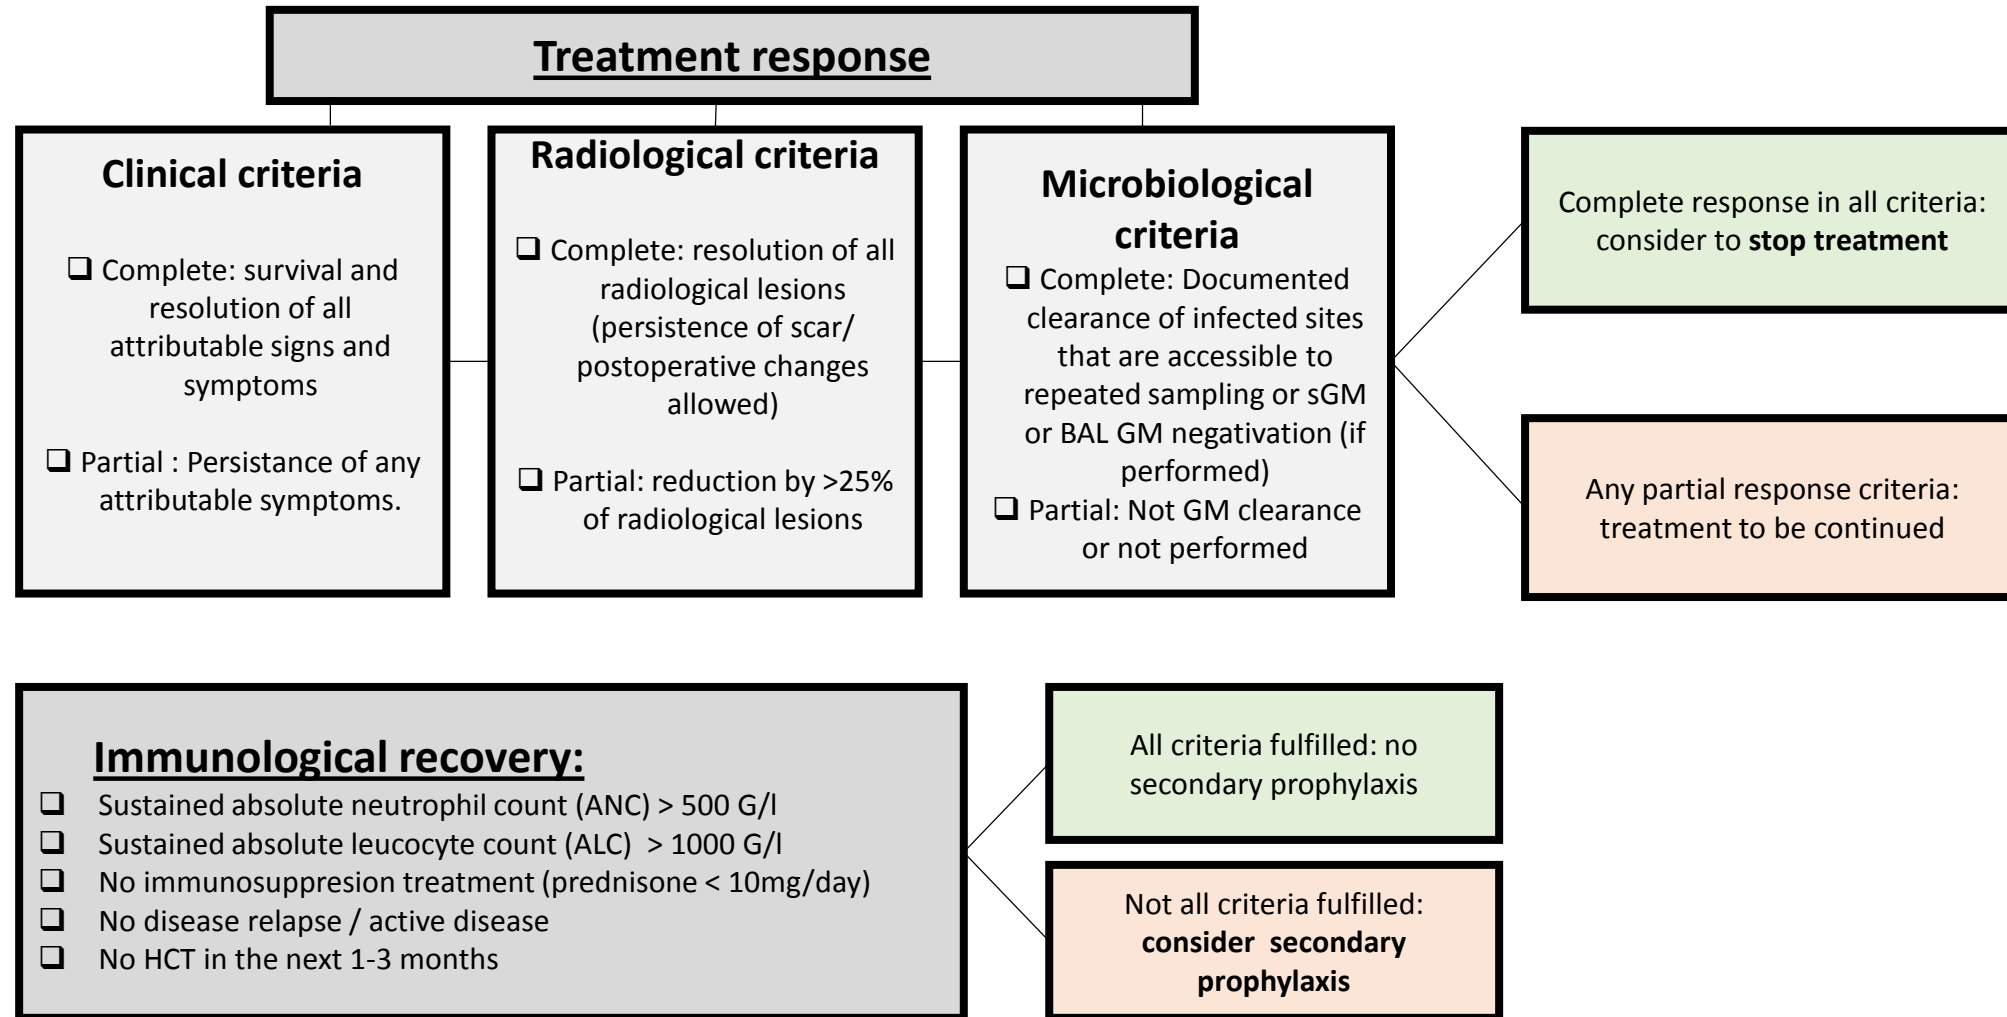 Treatment response
Clinical criteria
❑ Complete: survival and
resolution of all
attributable signs and
symptoms
❑ Partial : Persistance of any
attributable symptoms.
Radiological criteria
❑ Complete: resolution of all
radiological lesions
(persistence of scar/
postoperative changes
allowed)
❑ Partial: reduction by >25%
of radiological lesions
Microbiological
criteria
❑ Complete: Documented
clearance of infected sites
that are accessible to
repeated sampling or sGM
or BAL GM negativation (if
performed)
❑ Partial: Not GM clearance
or not performed
Complete response in all criteria:
consider to stop treatment
Any partial response criteria:
treatment to be continued
Immunological recovery:
❑ Sustained absolute neutrophil count (ANC) > 500 G/l
❑ Sustained absolute leucocyte count (ALC) > 1000 G/l
❑ No immunosuppresion treatment (prednisone < 10mg/day)
❑ No disease relapse / active disease
❑ No HCT in the next 1-3 months
All criteria fulfilled: no
secondary prophylaxis
Not all criteria fulfilled:
consider secondary
prophylaxis